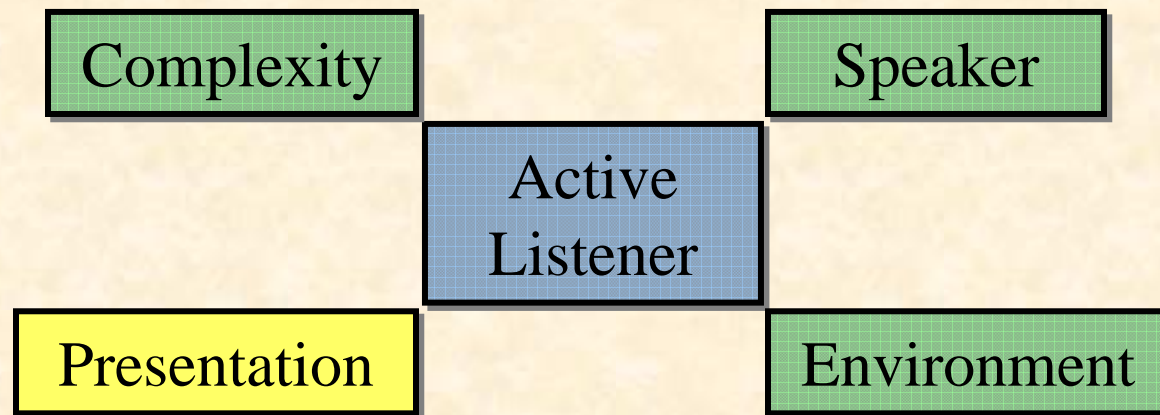 Complexity
Speaker
Active
Listener
Presentation
Environment